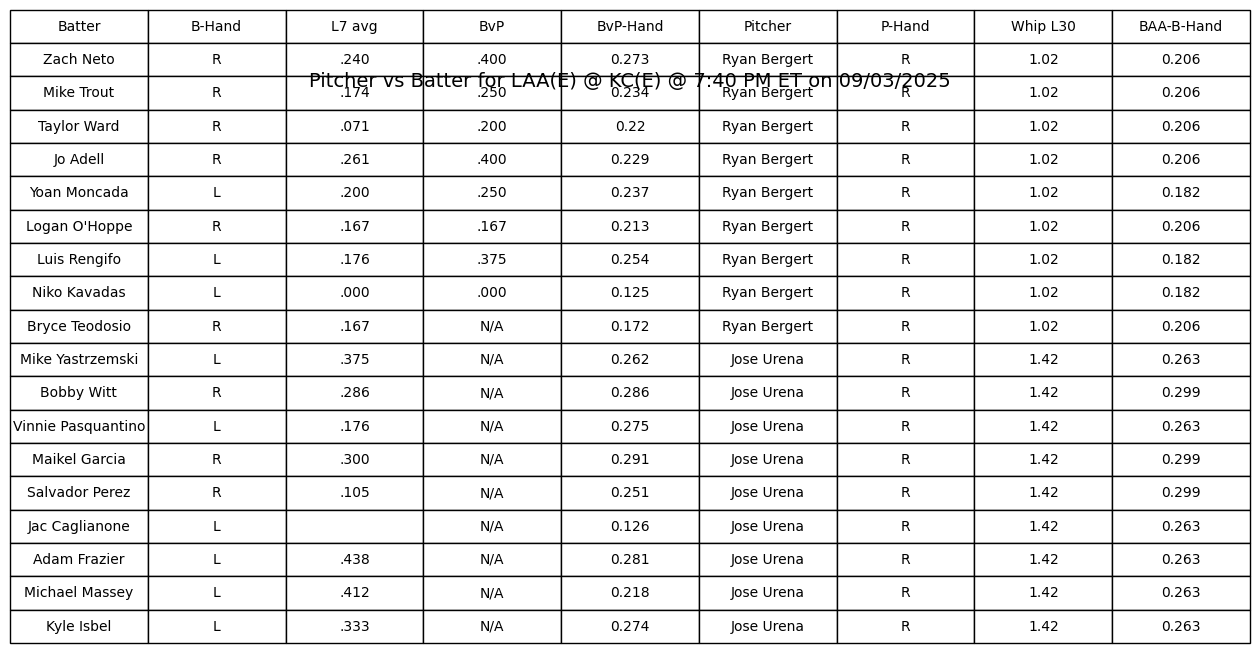 Batter B-Hand L7 avg BvP BvP-Hand Pitcher P-Hand Whip L30 BAA-B-Hand
Zach Neto R .240 .400 0.273 Ryan Bergert R 1.02 0.206
Pitcher vs Batter for LAA(E) @ KC(E) @ 7:40 PM ET on 09/03/2025
Mike Trout R .174 .250 0.234 Ryan Bergert R 1.02 0.206
Taylor Ward R .071 .200 0.22 Ryan Bergert R 1.02 0.206
Jo Adell R .261 .400 0.229 Ryan Bergert R 1.02 0.206
Yoan Moncada L .200 .250 0.237 Ryan Bergert R 1.02 0.182
Logan O'Hoppe R .167 .167 0.213 Ryan Bergert R 1.02 0.206
Luis Rengifo L .176 .375 0.254 Ryan Bergert R 1.02 0.182
Niko Kavadas L .000 .000 0.125 Ryan Bergert R 1.02 0.182
Bryce Teodosio R .167 N/A 0.172 Ryan Bergert R 1.02 0.206
Mike Yastrzemski L .375 N/A 0.262 Jose Urena R 1.42 0.263
Bobby Witt R .286 N/A 0.286 Jose Urena R 1.42 0.299
Vinnie Pasquantino L .176 N/A 0.275 Jose Urena R 1.42 0.263
Maikel Garcia R .300 N/A 0.291 Jose Urena R 1.42 0.299
Salvador Perez R .105 N/A 0.251 Jose Urena R 1.42 0.299
Jac Caglianone L N/A 0.126 Jose Urena R 1.42 0.263
Adam Frazier L .438 N/A 0.281 Jose Urena R 1.42 0.263
Michael Massey L .412 N/A 0.218 Jose Urena R 1.42 0.263
Kyle Isbel L .333 N/A 0.274 Jose Urena R 1.42 0.263